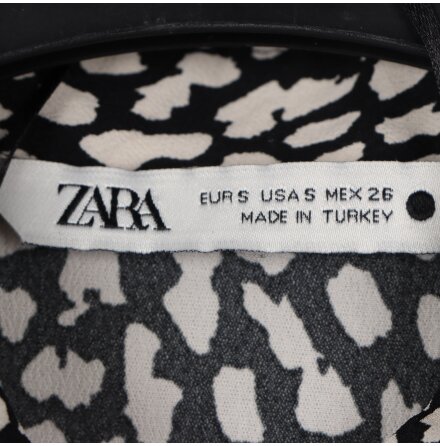 ZARA
EUR S USA S MEX 26
MADE IN TURKEY